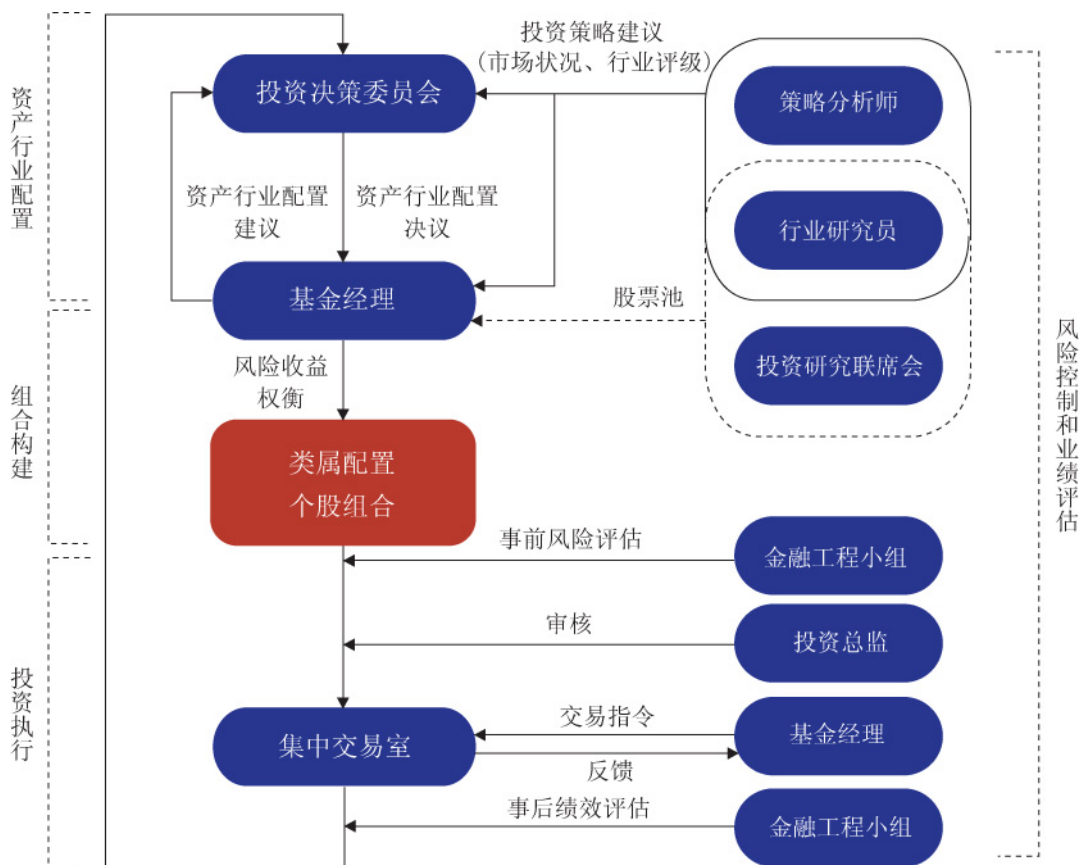 投资策略建议
(市场状况、行业评级)
投资决策委员会
策略分析师
资产行业配置
资产行业配置
建议
资产行业配置
决议
行业研究员
基金经理
股票池
投资研究联席会
风险收益
权衡
组合构建
类属配置
个股组合
风险控制和业绩评估
事前风险评估
金融工程小组
审核
投资总监
投资执行
集中交易室
交易指令
反馈
基金经理
事后绩效评估
金融工程小组